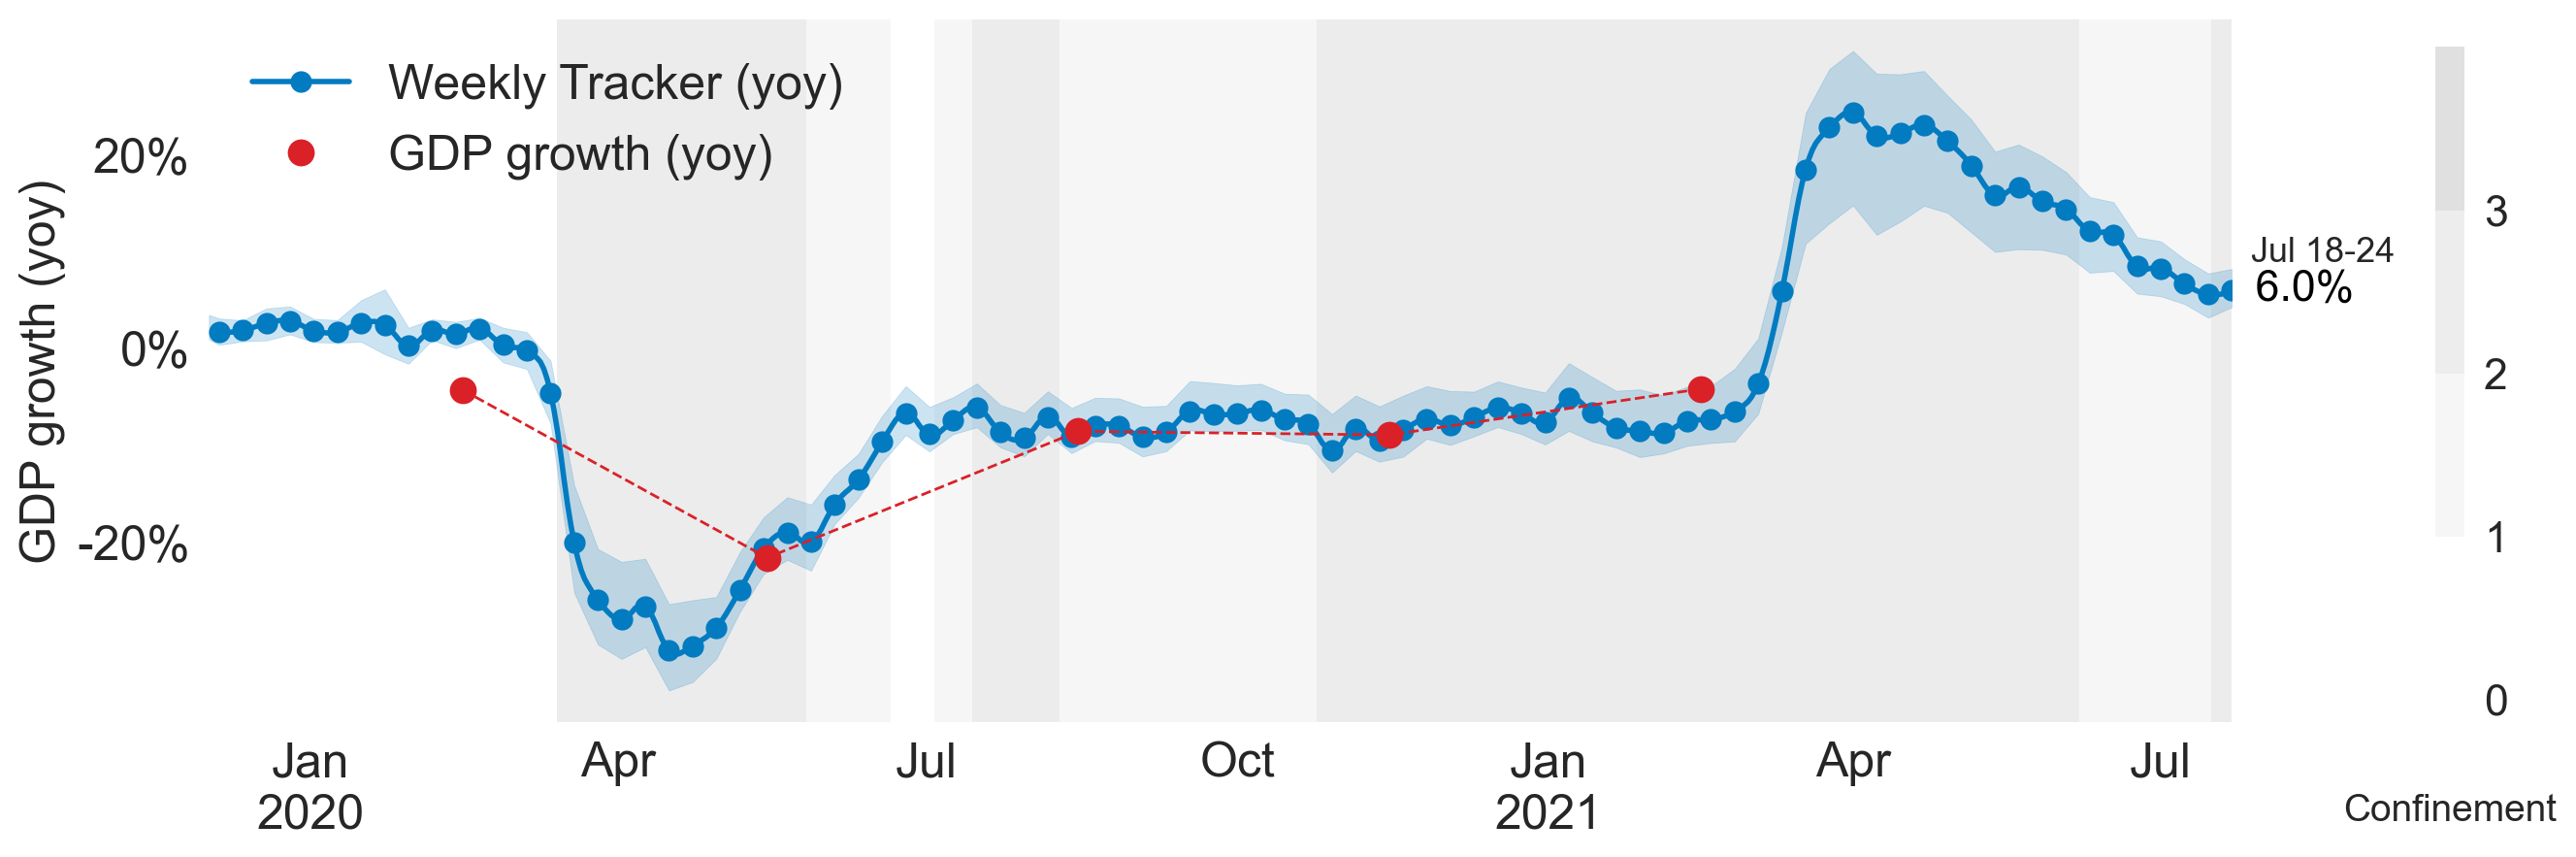 Weekly Tracker (yoy)
GDP growth (yoy)
GDP growth (yoy)
20%
0%
-20%
Jan
2020
Apr
Jul
Oct
Jan
2021
Apr
Jul
Jul 18-24
6.0%
3
2
1
0
Confinement